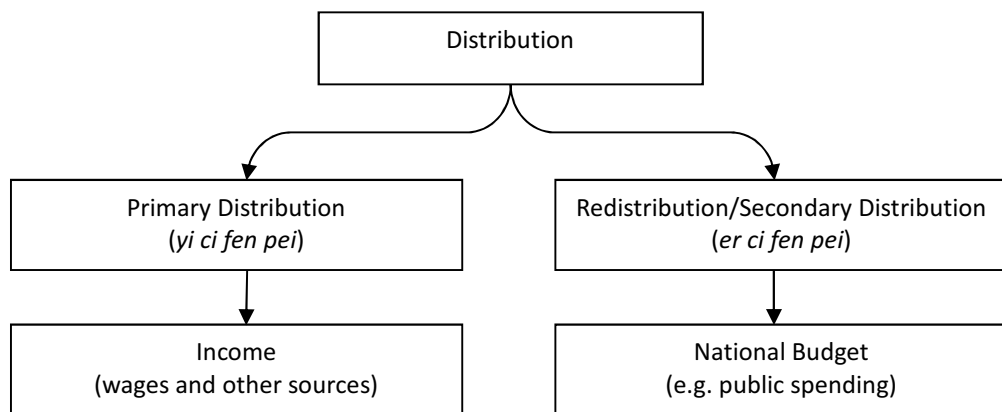 Distribution
Primary Distribution
(yi ci fen pei)
Redistribution/Secondary Distribution
(er ci fen pei)
Income
(wages and other sources)
National Budget
(e.g. public spending)